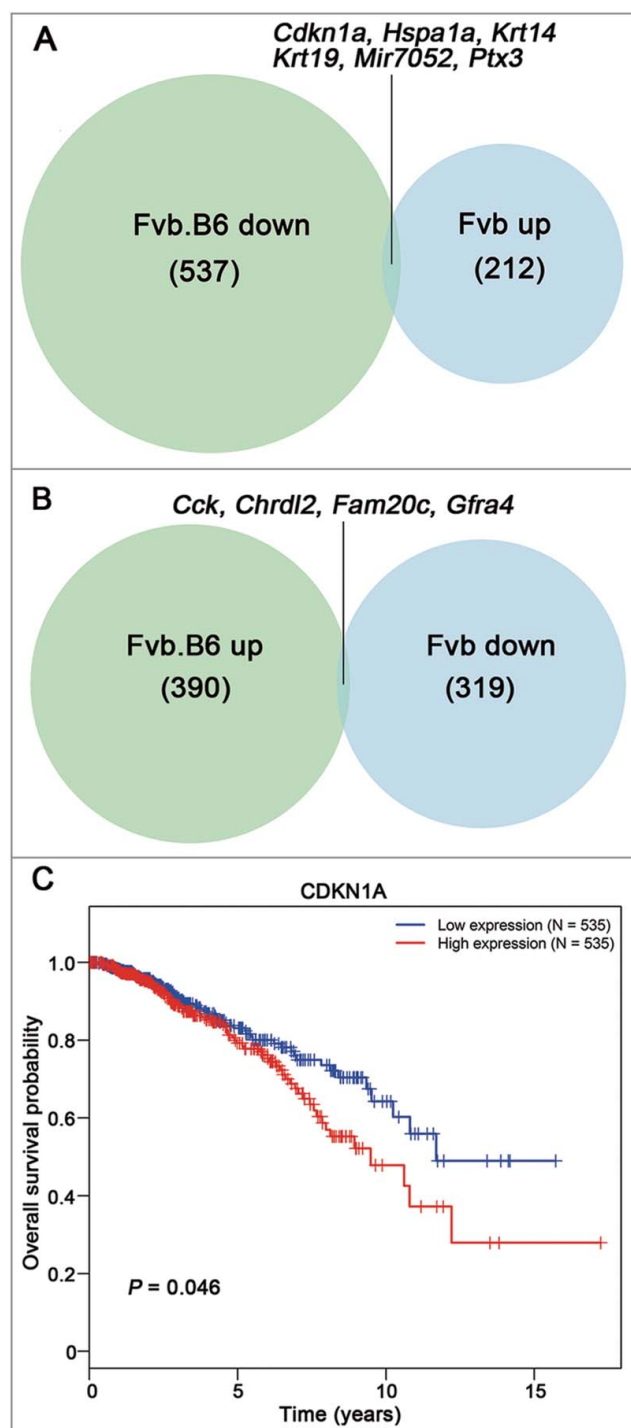 A
Cdkn1a, Hspa1a, Krt14
Krt19, Mir7052, Ptx3
Fvb.B6 down
(537)
Fvb up
(212)
B
Cck, Chrdl2, Fam20c, Gfra4
Fvb.B6 up
(390)
Fvb down
(319)
C
CDKN1A
Low expression (N = 535)
High expression (N = 535)
Overall survival probability
1.0
0.8
0.6
0.4
0.2
0
P = 0.046
0
5
10
15
Time (years)